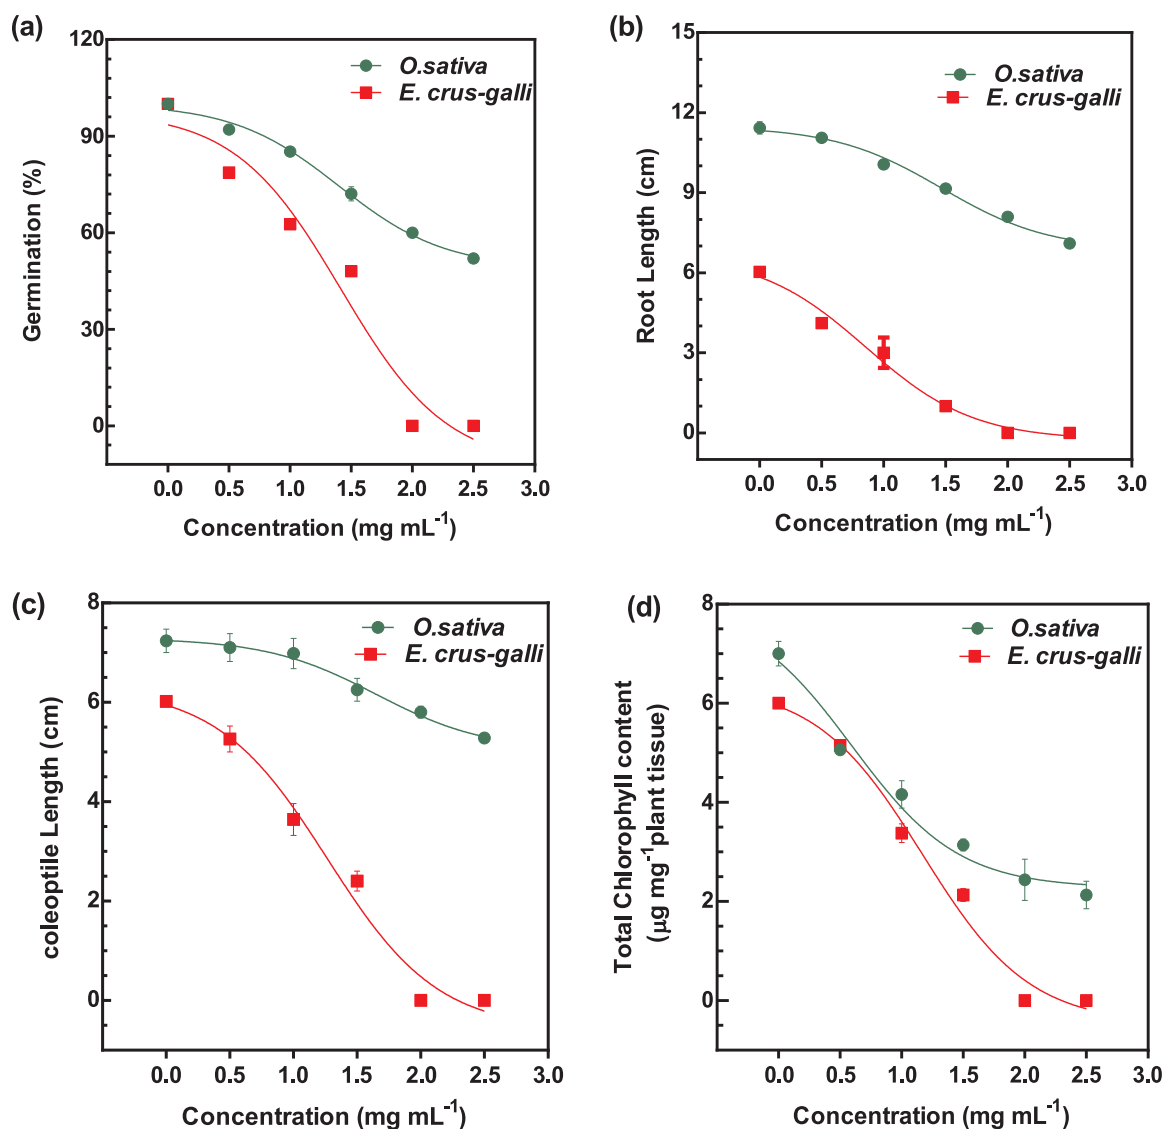 (a)
Germination (%)
120
90
60
30
0
O.sativa
E. crus-galli
0.0 0.5 1.0 1.5 2.0 2.5 3.0
Concentration (mg mL⁻¹)
(b)
Root Length (cm)
15
12
9
6
3
0
O.sativa
E. crus-galli
0.0 0.5 1.0 1.5 2.0 2.5 3.0
Concentration (mg mL⁻¹)
(c)
coleoptile Length (cm)
8
6
4
2
0
O.sativa
E. crus-galli
0.0 0.5 1.0 1.5 2.0 2.5 3.0
Concentration (mg mL⁻¹)
(d)
Total Chlorophyll content
(µg mg⁻¹plant tissue)
8
6
4
2
0
O.sativa
E. crus-galli
0.0 0.5 1.0 1.5 2.0 2.5 3.0
Concentration (mg mL⁻¹)